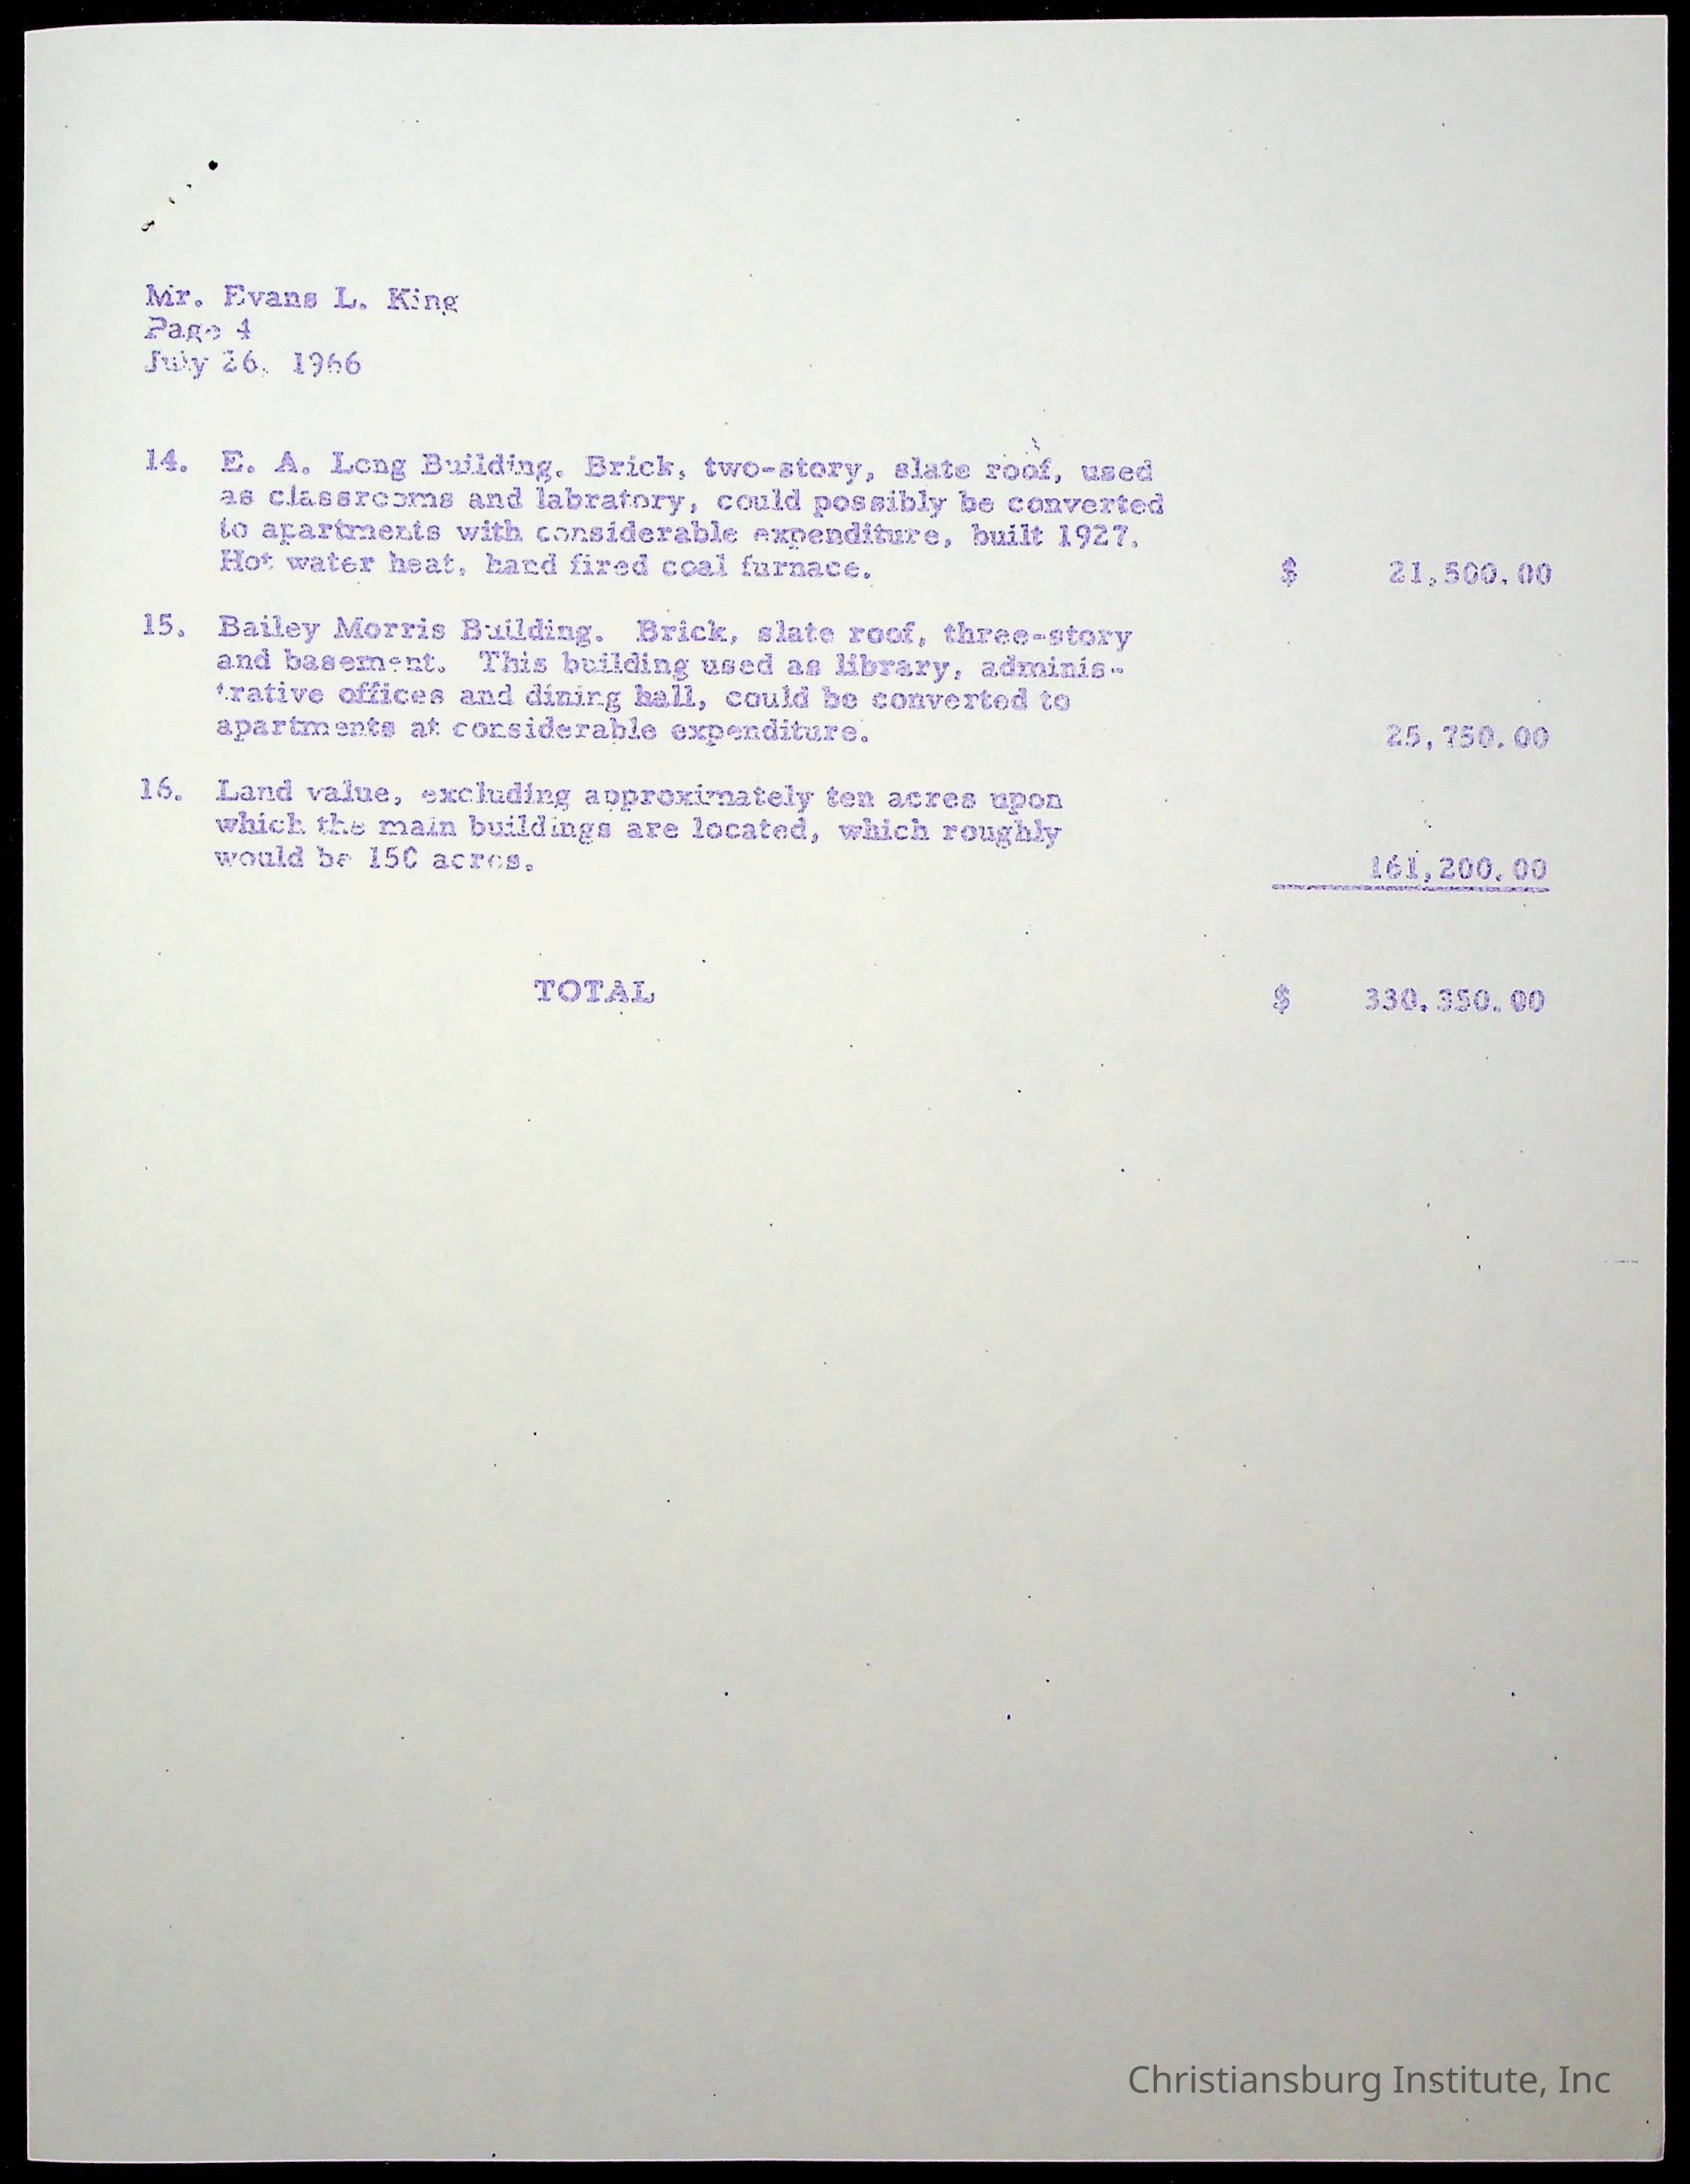 Mr. Evans L. King
Page 4
July 26, 1966
14. E. A. Long Building. Brick, two-story, slate roof, used
as classrooms and labratory, could possibly be converted
to apartments with considerable expenditure, built 1927.
Hot water heat, hand fired coal furnace. $ 21,500.00
15. Bailey Morris Building. Brick, slate roof, three-story
and basement. This building used as library, adminis-
trative offices and dining hall, could be converted to
apartments at considerable expenditure. 25,750.00
16. Land value, excluding approximately ten acres upon
which the main buildings are located, which roughly
would be 150 acres. 161,200.00
TOTAL $ 330,350.00
Christiansburg Institute, Inc